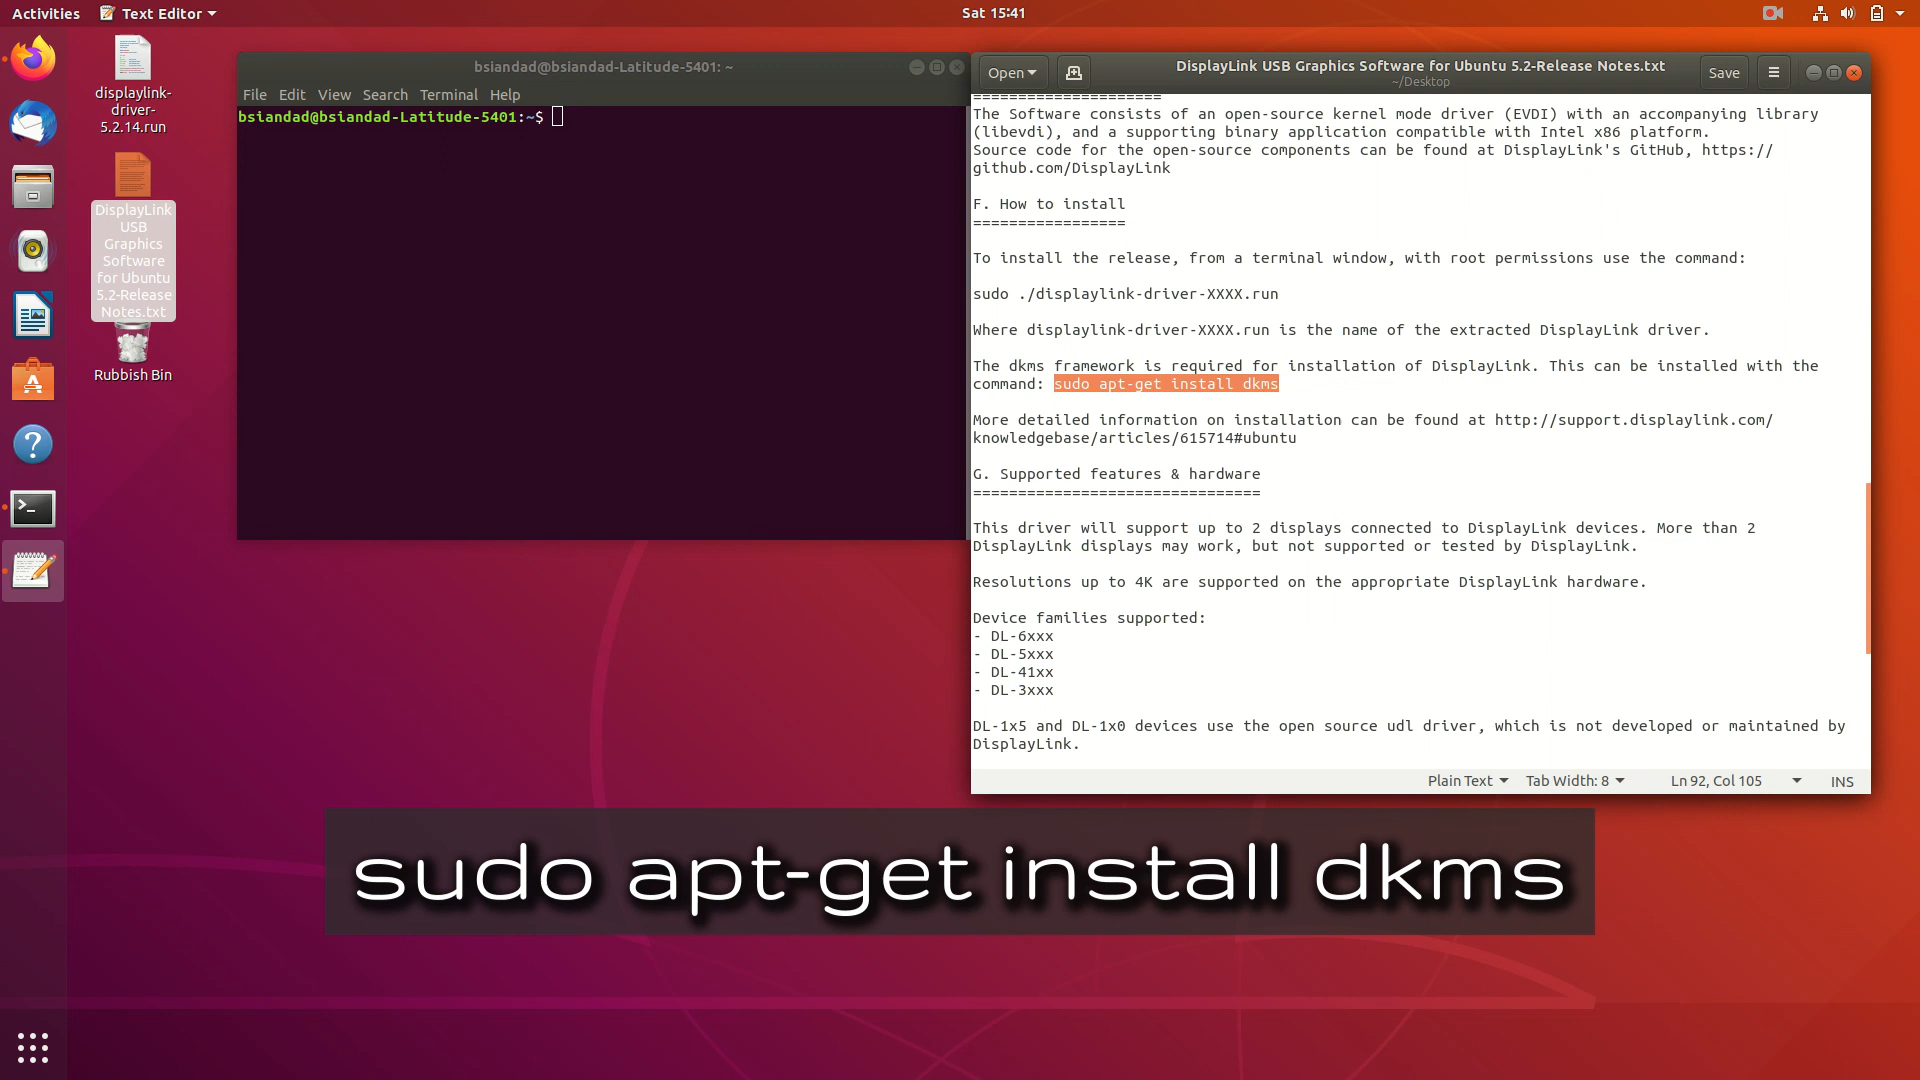 Activities
Text Editor
Sat 15:41
displaylink-
driver-
5.2.14.run
DisplayLink
USB
Graphics
Software
for Ubuntu
5.2-Release
Notes.txt
Rubbish Bin
bsiandad@bsiandad-Latitude-5401: ~
File Edit View Search Terminal Help
bsiandad@bsiandad-Latitude-5401:~$
Open
DisplayLink USB Graphics Software for Ubuntu 5.2-Release Notes.txt
~/Desktop
Save
=====================
The Software consists of an open-source kernel mode driver (EVDI) with an accompanying library
(libevdi), and a supporting binary application compatible with Intel x86 platform.
Source code for the open-source components can be found at DisplayLink's GitHub, https://
github.com/DisplayLink
F. How to install
=================
To install the release, from a terminal window, with root permissions use the command:
sudo ./displaylink-driver-XXXX.run
Where displaylink-driver-XXXX.run is the name of the extracted DisplayLink driver.
The dkms framework is required for installation of DisplayLink. This can be installed with the
command: sudo apt-get install dkms
More detailed information on installation can be found at http://support.displaylink.com/
knowledgebase/articles/615714#ubuntu
G. Supported features & hardware
================================
This driver will support up to 2 displays connected to DisplayLink devices. More than 2
DisplayLink displays may work, but not supported or tested by DisplayLink.
Resolutions up to 4K are supported on the appropriate DisplayLink hardware.
Device families supported:
- DL-6xxx
- DL-5xxx
- DL-41xx
- DL-3xxx
DL-1x5 and DL-1x0 devices use the open source udl driver, which is not developed or maintained by
DisplayLink.
Plain Text Tab Width: 8 Ln 92, Col 105 INS
sudo apt-get install dkms